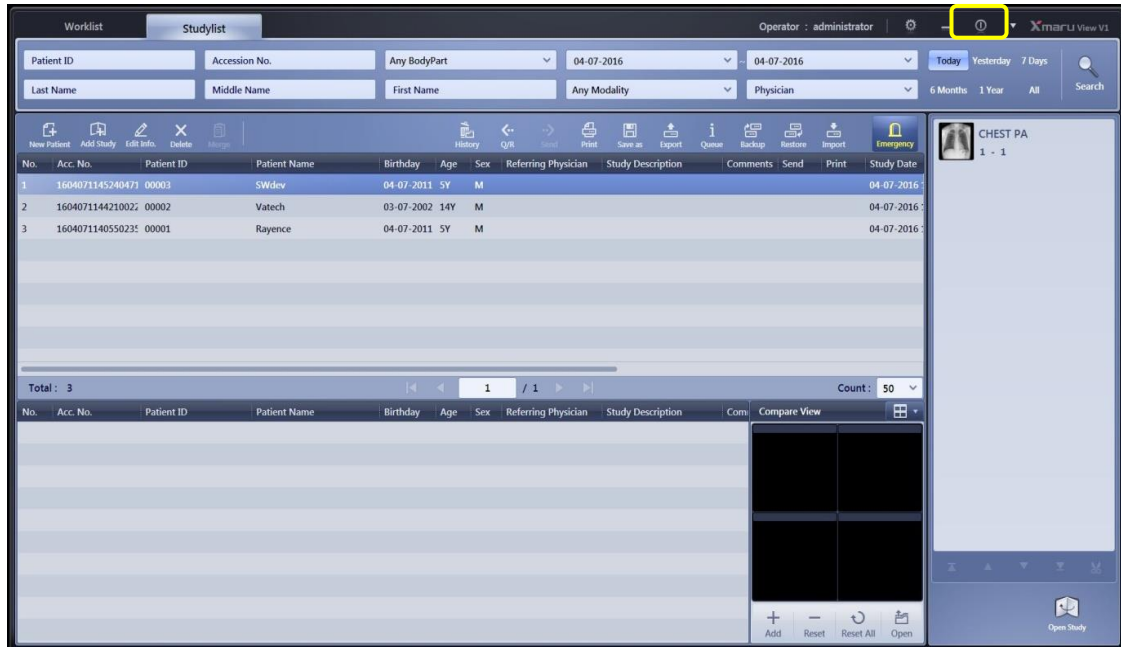 Worklist Studylist Operator : administrator Xmaru View V1
Patient ID Accession No. Any BodyPart 04-07-2016 ~ 04-07-2016 Today Yesterday 7 Days
Last Name Middle Name First Name Any Modality Physician 6 Months 1 Year All Search
New Patient Add Study Edit Info. Delete Merge History Q/R Send Print Save as Export Queue Backup Restore Import Emergency
CHEST PA
1 - 1
No. Acc. No. Patient ID Patient Name Birthday Age Sex Referring Physician Study Description Comments Send Print Study Date
1 1604071145240471 00003 SWdev 04-07-2011 5Y M 04-07-2016
2 1604071144210022 00002 Vatech 03-07-2002 14Y M 04-07-2016
3 1604071140550235 00001 Rayence 04-07-2011 5Y M 04-07-2016
Total : 3 1 / 1 Count : 50
No. Acc. No. Patient ID Patient Name Birthday Age Sex Referring Physician Study Description Com Compare View
Add Reset Reset All Open
Open Study